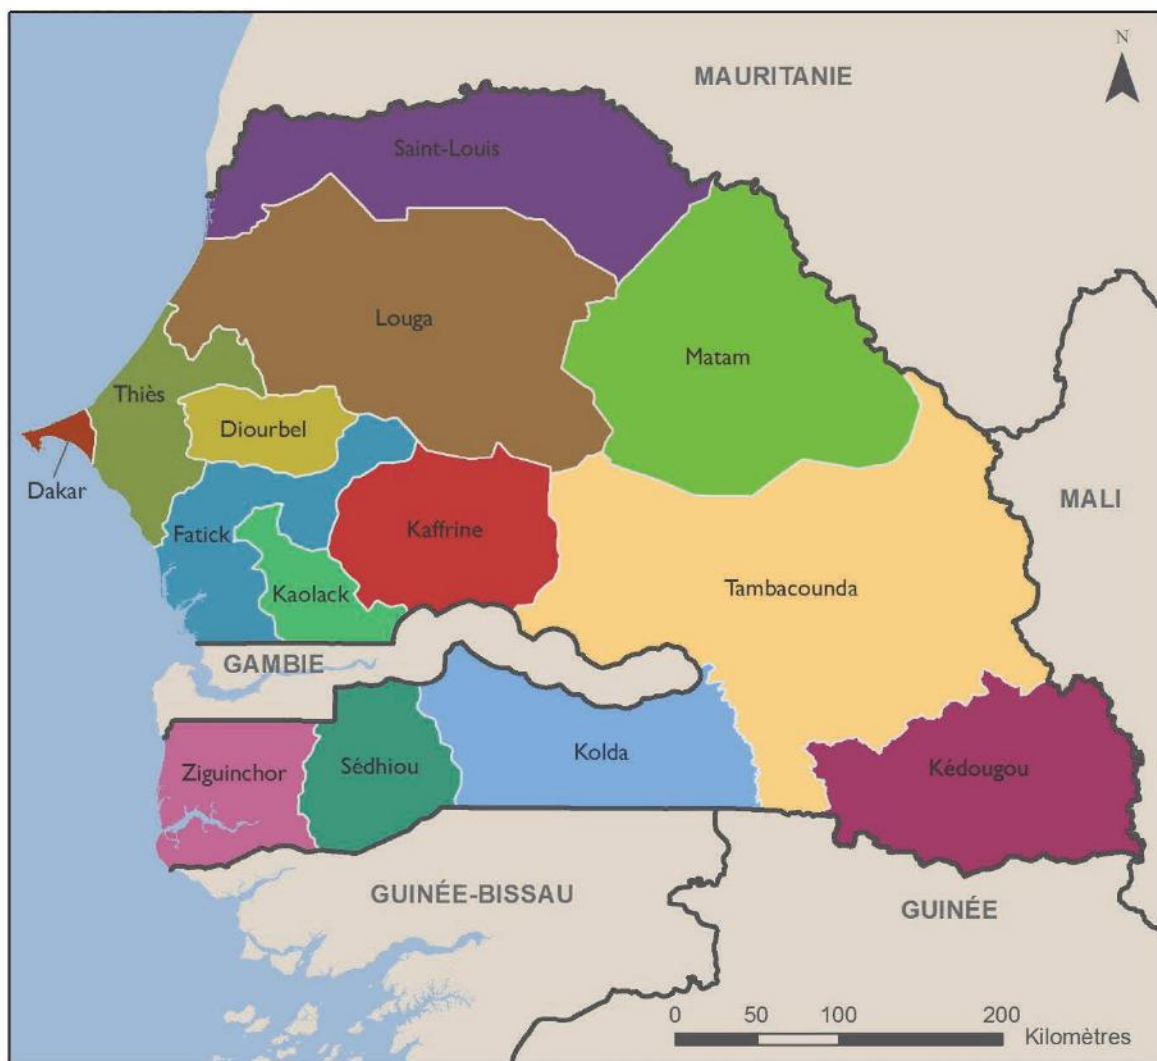 N
MAURITANIE
Saint-Louis
Louga
Matam
Thiès
Diourbel
Dakar
MALI
Fatick
Kaffrine
Kaolack
Tambacounda
GAMBIE
Kolda
Sédhiou
Ziguinchor
Kédougou
GUINÉE-BISSAU
GUINÉE
0 50 100 200
Kilomètres